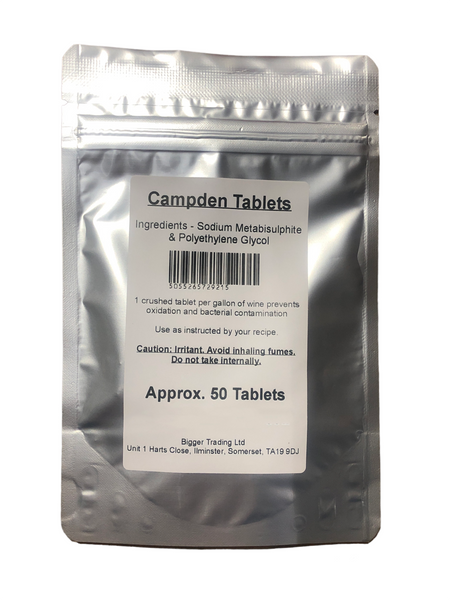 Campden Tablets
Ingredients - Sodium Metabisulphite
& Polyethylene Glycol
5055265729215
1 crushed tablet per gallon of wine prevents
oxidation and bacterial contamination
Use as instructed by your recipe.
Caution: Irritant. Avoid inhaling fumes.
Do not take internally.
Approx. 50 Tablets
Bigger Trading Ltd
Unit 1 Harts Close, Ilminster, Somerset, TA19 9DJ